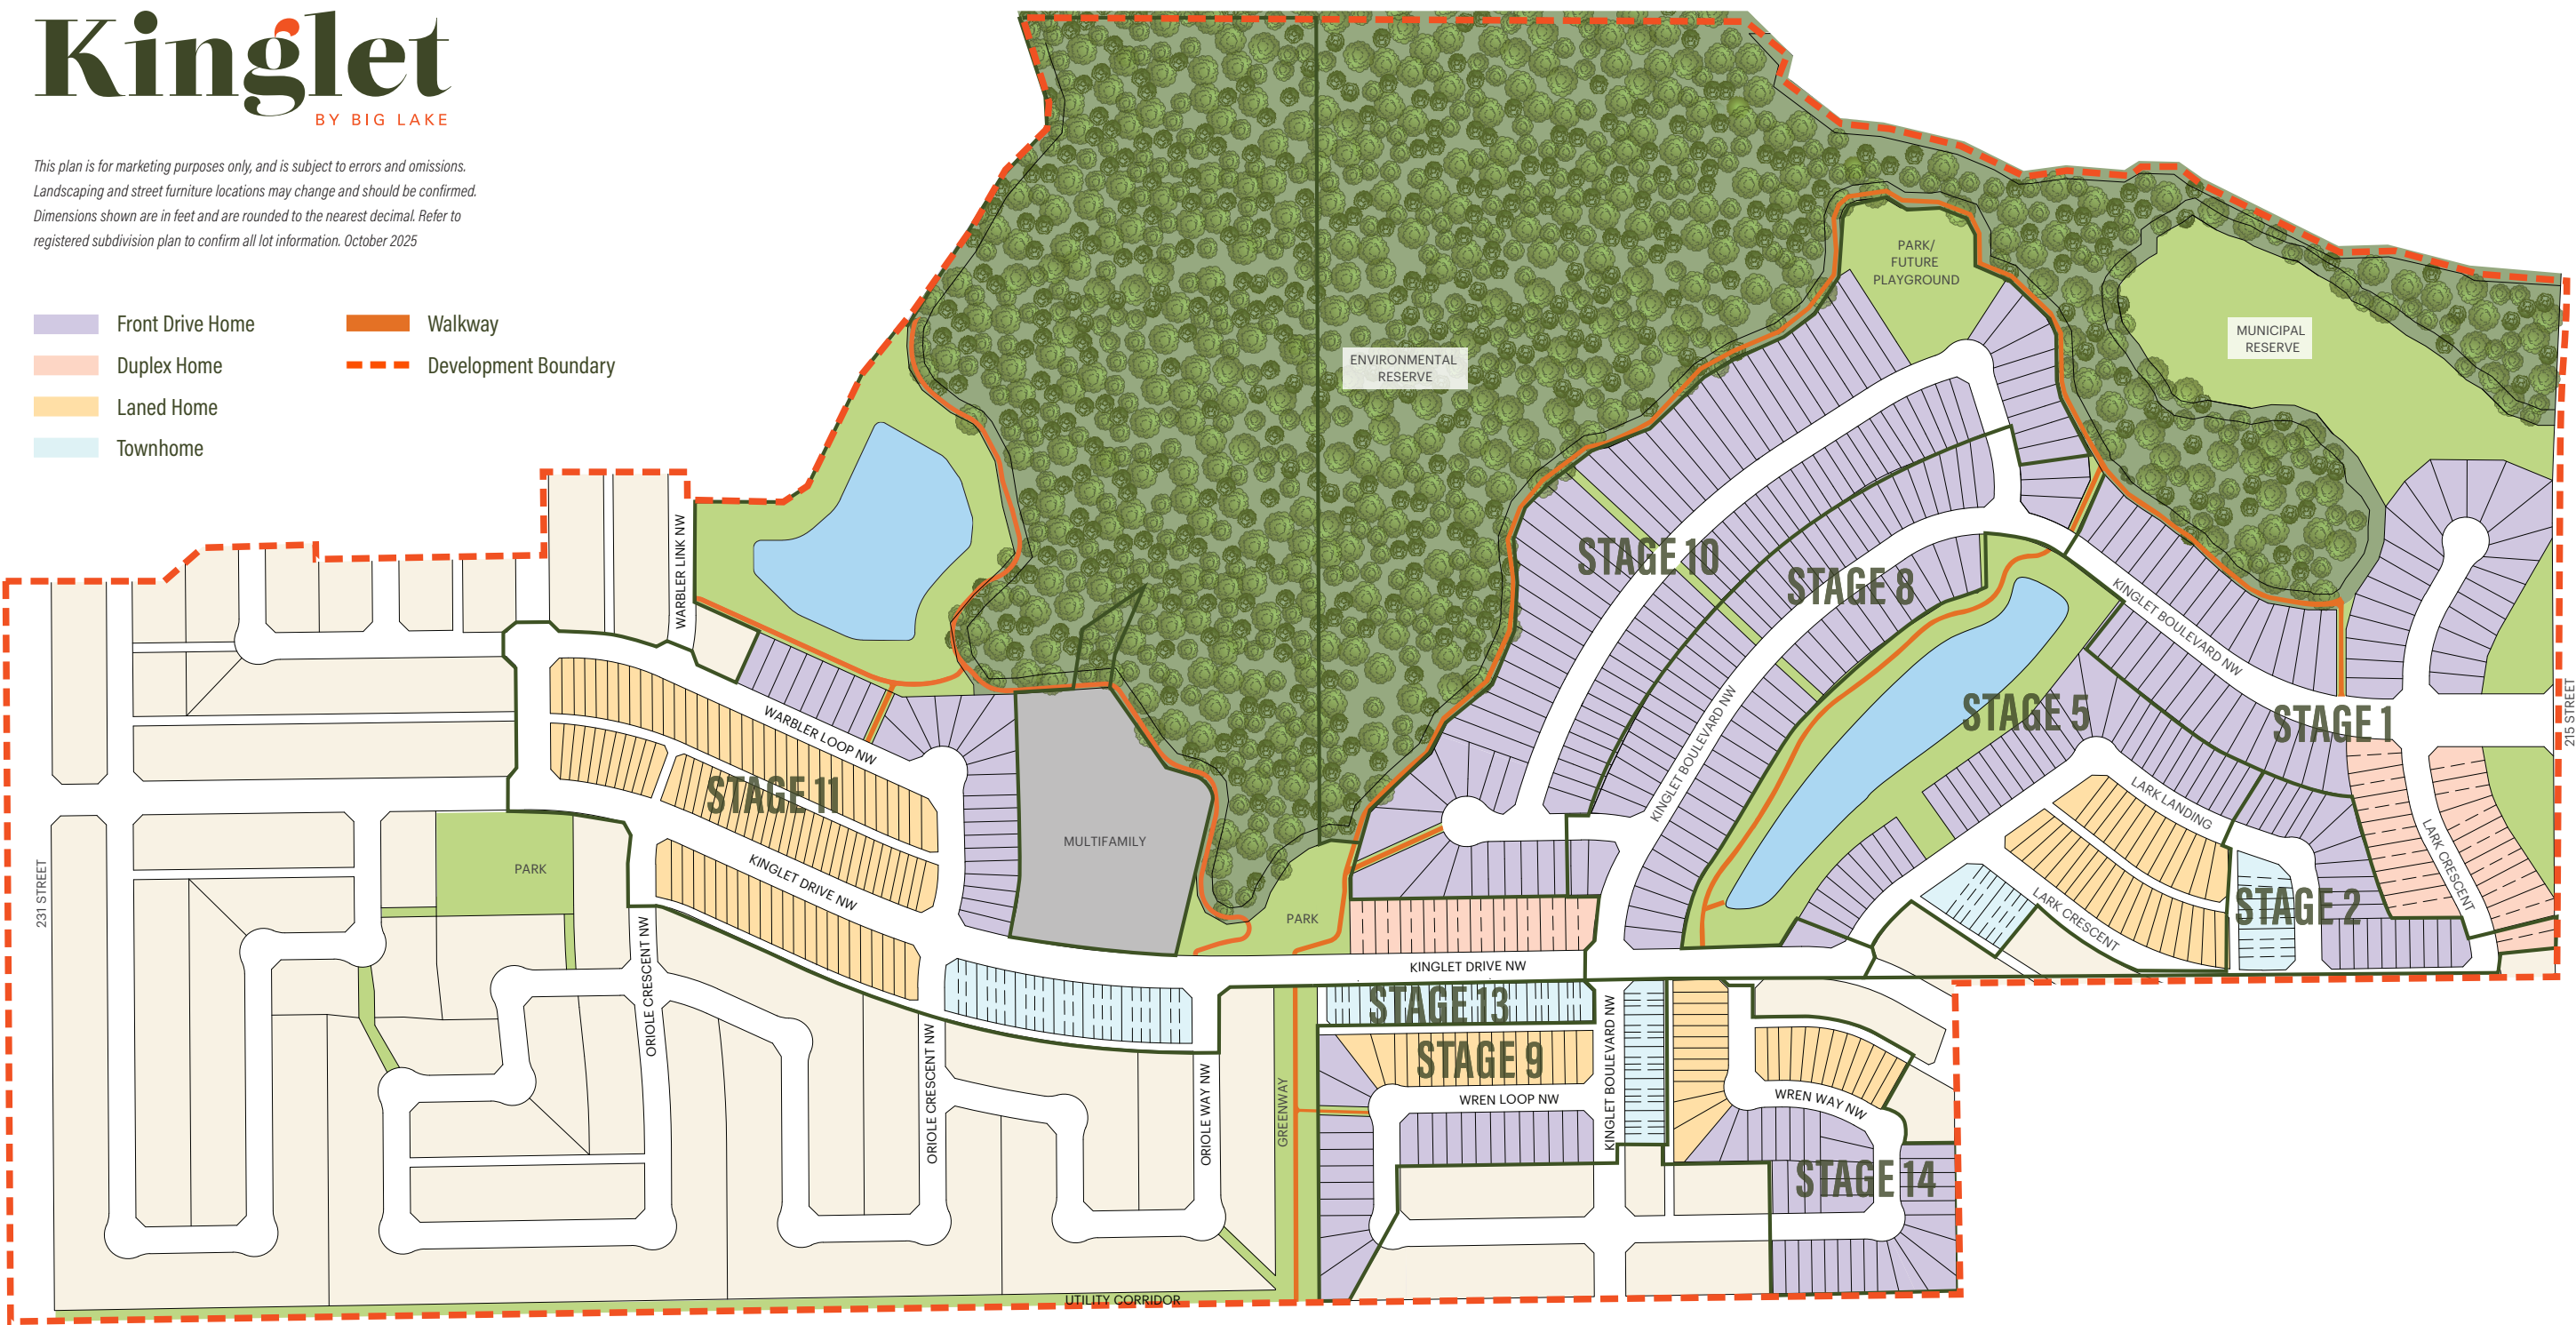 Kinglet
BY BIG LAKE
This plan is for marketing purposes only, and is subject to errors and omissions.
Landscaping and street furniture locations may change and should be confirmed.
Dimensions shown are in feet and are rounded to the nearest decimal. Refer to
registered subdivision plan to confirm all lot information. October 2025
Front Drive Home
Duplex Home
Laned Home
Townhome
Walkway
Development Boundary
PARK/
FUTURE
PLAYGROUND
MUNICIPAL
RESERVE
ENVIRONMENTAL
RESERVE
WARBLER LINK NW
STAGE 10
STAGE 8
KINGLET BOULEVARD NW
STAGE 5
STAGE 1
215 STREET
WARBLER LOOP NW
KINGLET BOULEVARD NW
STAGE 11
LARK LANDING
MULTIFAMILY
LARK CRESCENT
PARK
KINGLET DRIVE NW
231 STREET
STAGE 2
PARK
LARK CRESCENT
KINGLET DRIVE NW
ORIOLE CRESCENT NW
STAGE 13
KINGLET BOULEVARD NW
STAGE 9
ORIOLE CRESCENT NW
ORIOLE WAY NW
GREENWAY
WREN LOOP NW
WREN WAY NW
STAGE 14
UTILITY CORRIDOR